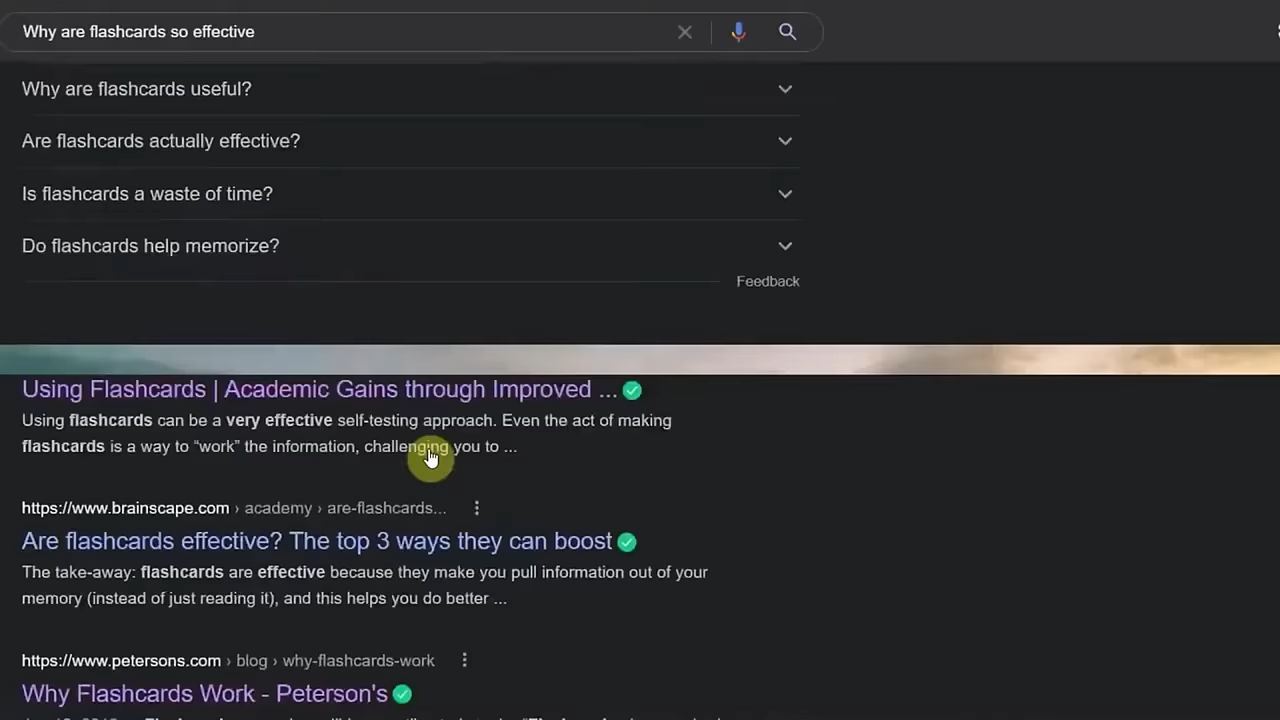 Why are flashcards so effective
Why are flashcards useful?
Are flashcards actually effective?
Is flashcards a waste of time?
Do flashcards help memorize?
Feedback
Using Flashcards | Academic Gains through Improved ...
Using flashcards can be a very effective self-testing approach. Even the act of making
flashcards is a way to “work” the information, challenging you to ...
https://www.brainscape.com › academy › are-flashcards...
Are flashcards effective? The top 3 ways they can boost
The take-away: flashcards are effective because they make you pull information out of your
memory (instead of just reading it), and this helps you do better ...
https://www.petersons.com › blog › why-flashcards-work
Why Flashcards Work - Peterson's